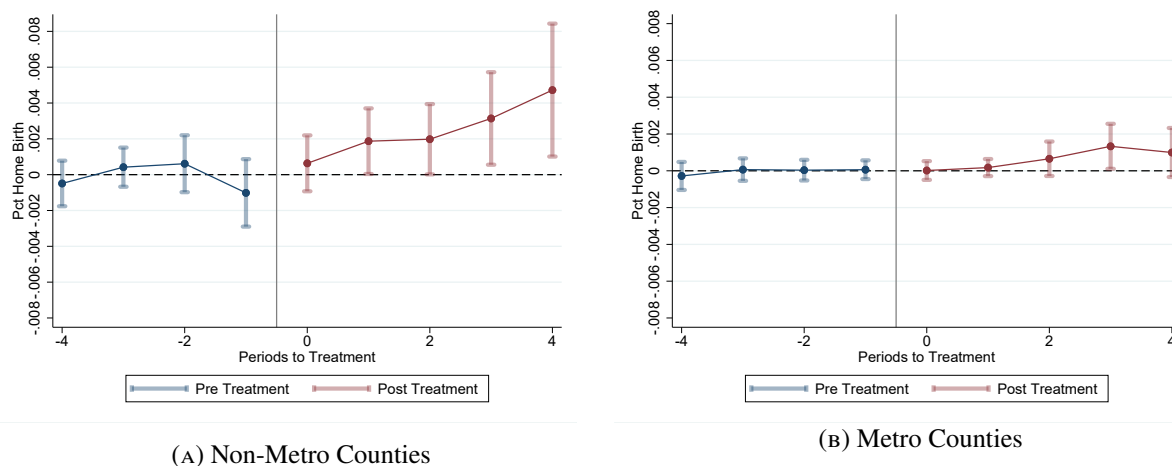 Pct Home Birth
.008
.006
.004
.002
0
-.002
-.004
-.006
-.008
-4
-2
0
2
4
Periods to Treatment
Pre Treatment
Post Treatment
(A) Non-Metro Counties
Pct Home Birth
.008
.006
.004
.002
0
-.002
-.004
-.006
-.008
-4
-2
0
2
4
Periods to Treatment
Pre Treatment
Post Treatment
(B) Metro Counties